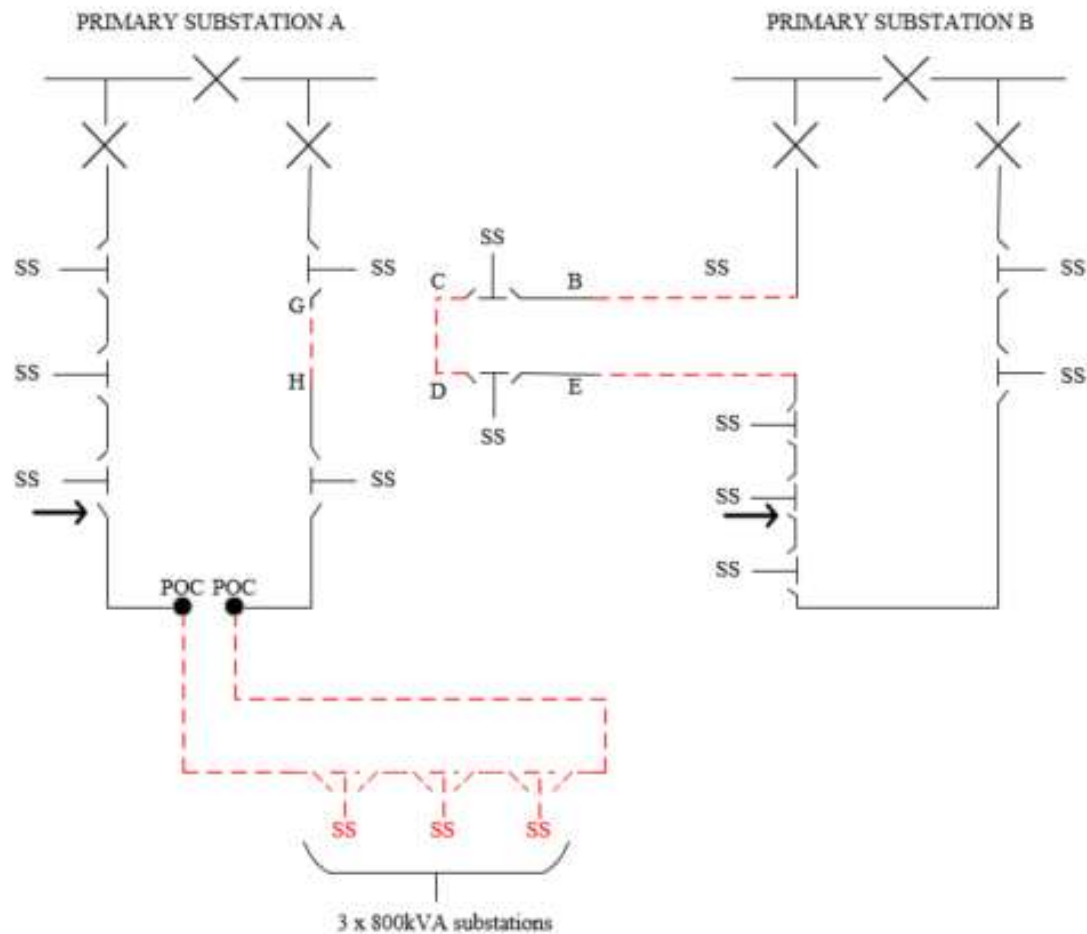 PRIMARY SUBSTATION A
PRIMARY SUBSTATION B
SS
SS
SS
SS
SS
C
B
G
SS
H
D
E
SS
SS
SS
SS
SS
SS
SS
POC POC
SS
SS
SS
SS
3 x 800kVA substations